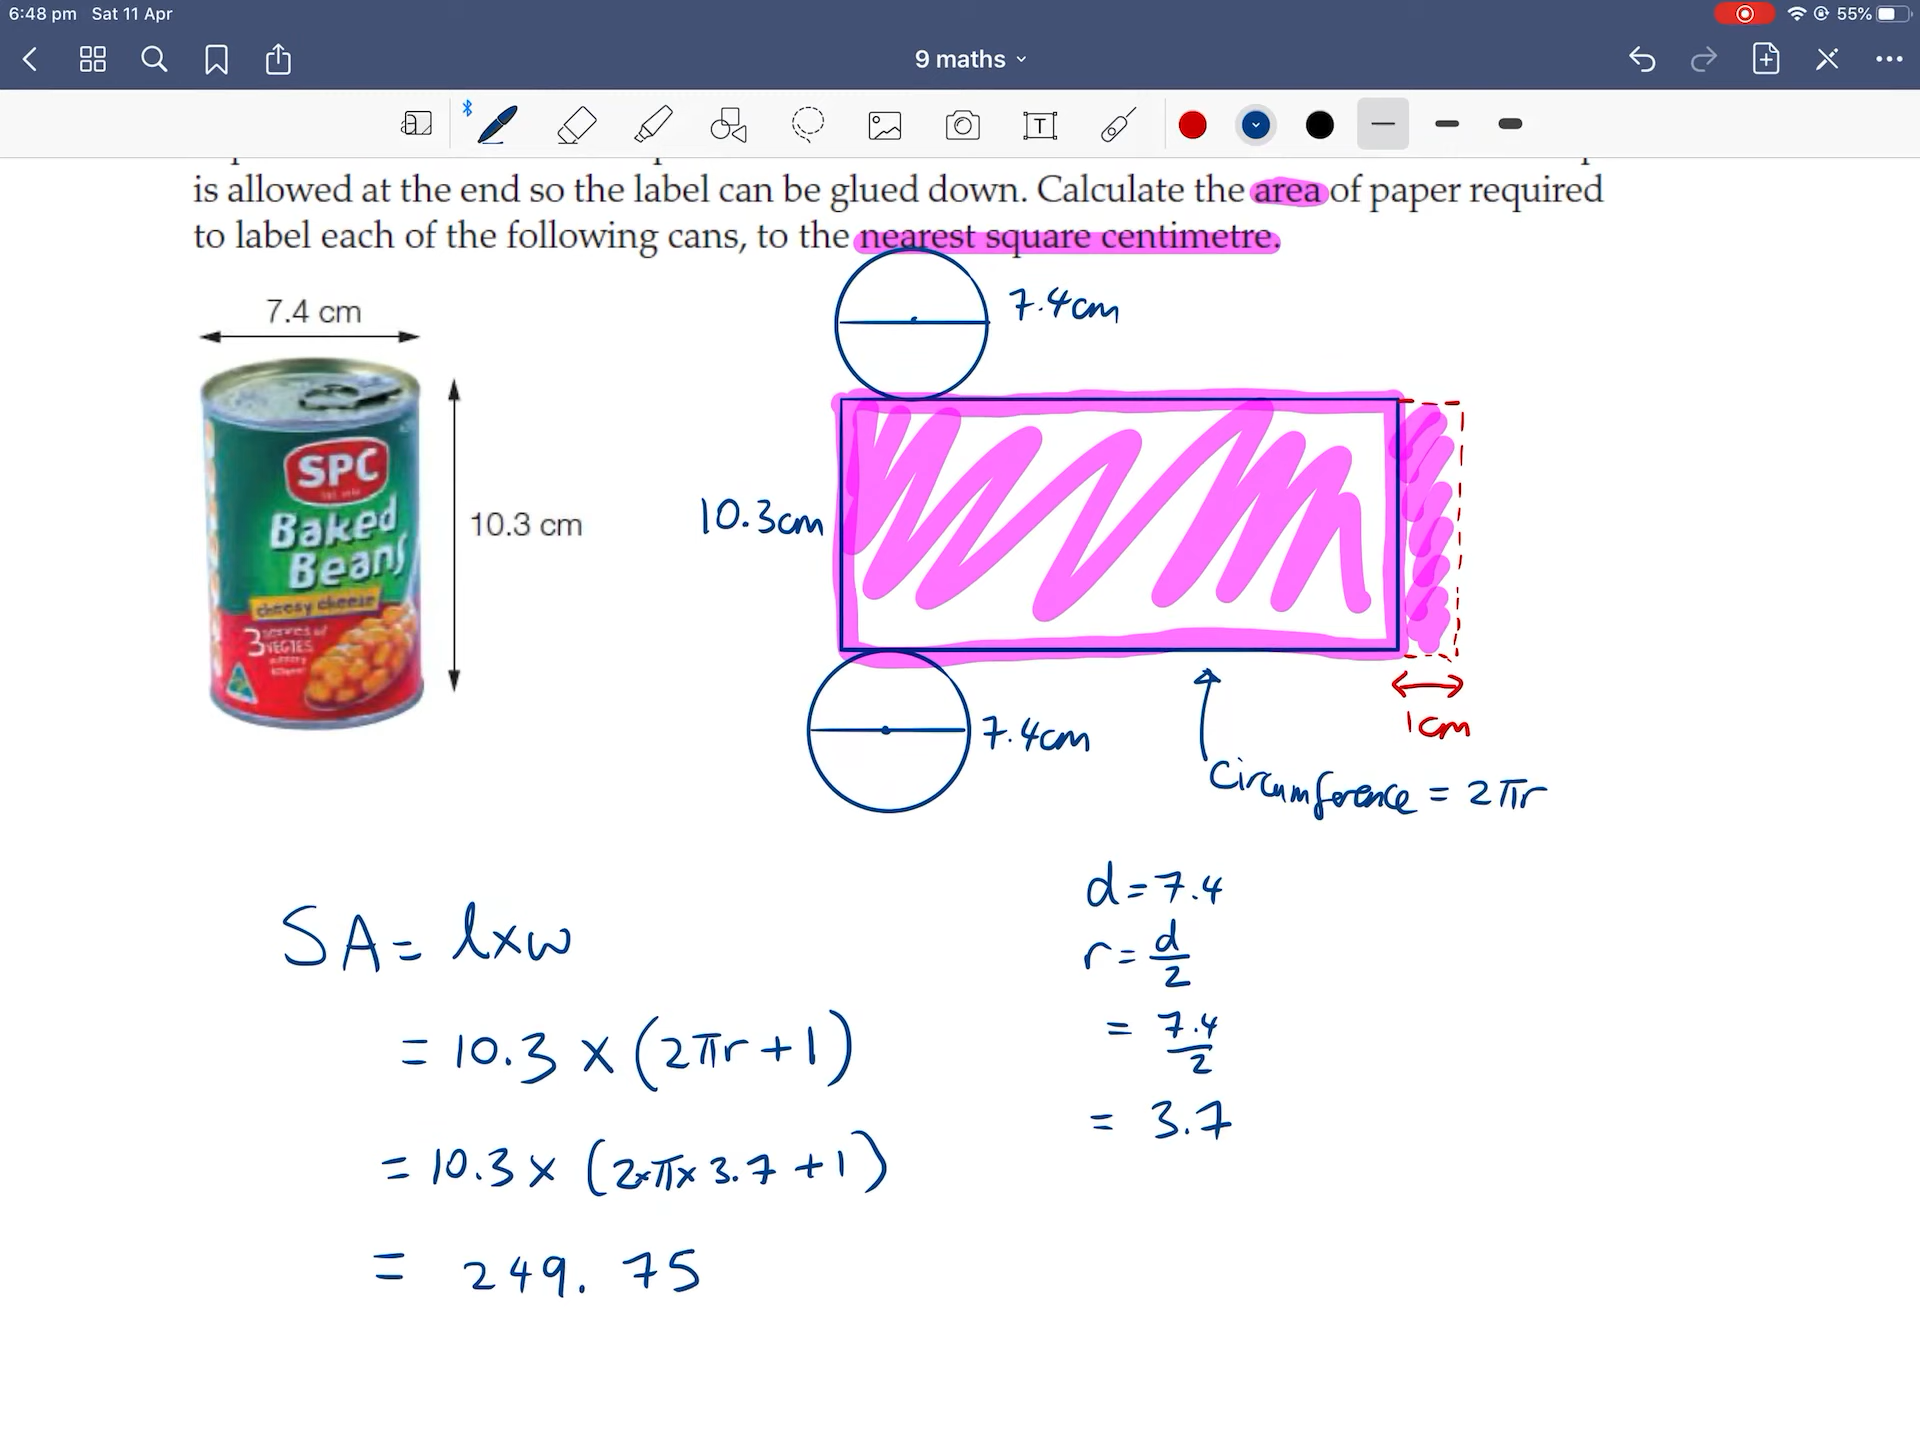 6:48 pm Sat 11 Apr
55%
9 maths
is allowed at the end so the label can be glued down. Calculate the area of paper required
to label each of the following cans, to the nearest square centimetre.
7.4 cm
SPC
Baked
Beans
cheesy cheese
3 SERVES of
VEGIES
10.3 cm
7.4cm
10.3cm
7.4cm
1cm
Circumference = 2πr
SA = l×w
= 10.3 × (2πr + 1)
= 10.3 × (2×π× 3.7 + 1)
= 249.75
d = 7.4
r = d/2
= 7.4/2
= 3.7